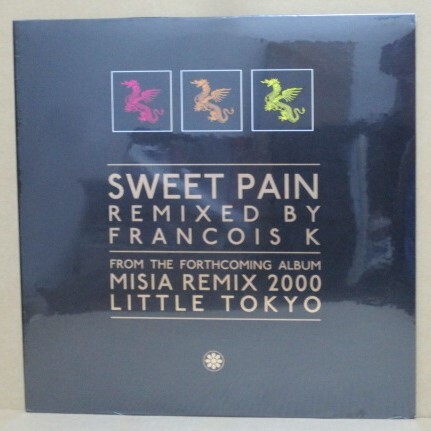 SWEET PAIN
REMIXED BY
FRANCOIS K
FROM THE FORTHCOMING ALBUM
MISIA REMIX 2000
LITTLE TOKYO